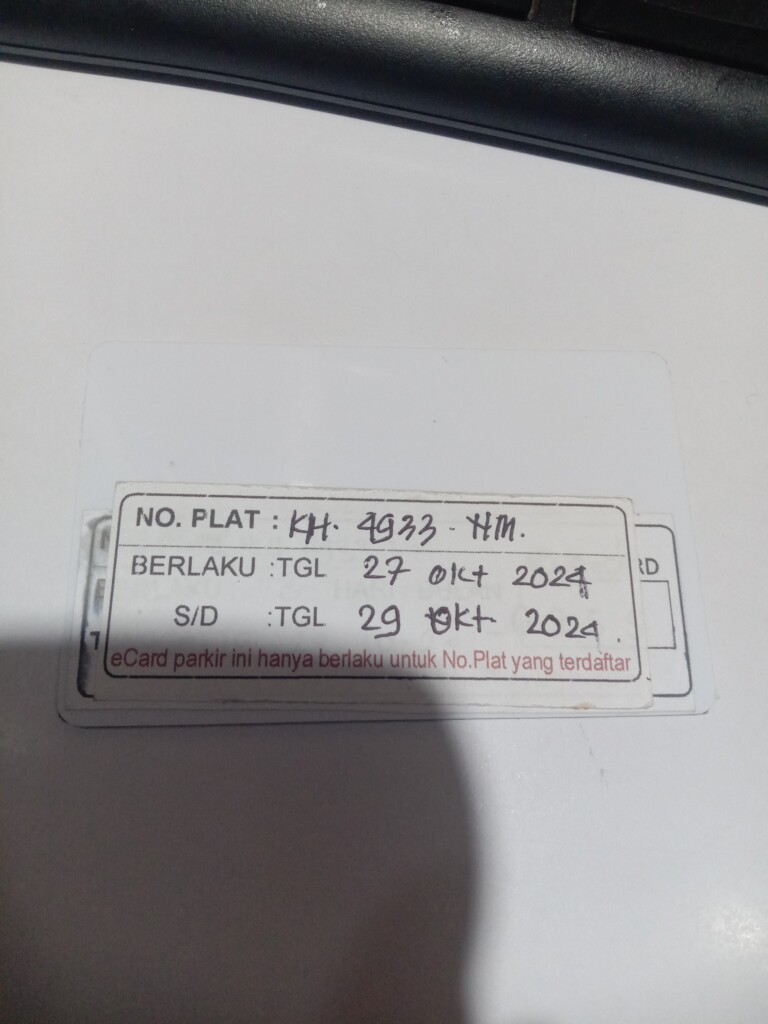 NO. PLAT : KH. 4933 - HM.
BERLAKU :TGL 27 Okt 2024
S/D :TGL 29 Okt 2024.
eCard parkir ini hanya berlaku untuk No.Plat yang terdaftar